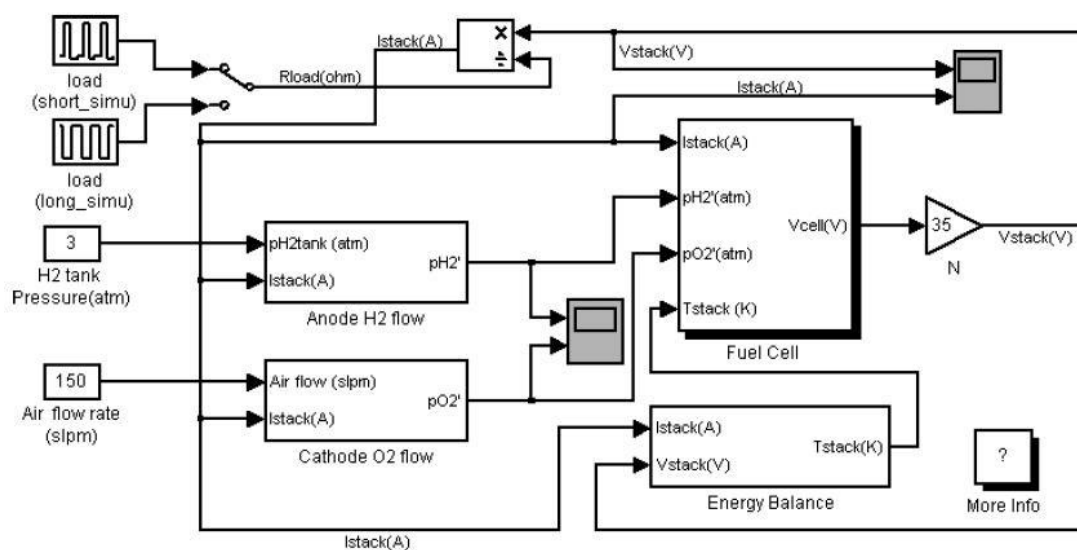 load
(short_simu)
load
(long_simu)
Rload(ohm)
Istack(A)
×
÷
Vstack(V)
Istack(A)
3
H2 tank
Pressure(atm)
150
Air flow rate
(slpm)
pH2tank (atm)
Istack(A)
pH2'
Anode H2 flow
Air flow (slpm)
Istack(A)
pO2'
Cathode O2 flow
Istack(A)
pH2'(atm)
pO2'(atm)
Tstack (K)
Vcell(V)
Fuel Cell
35
N
Vstack(V)
Istack(A)
Vstack(V)
Tstack(K)
Energy Balance
?
More Info
Istack(A)